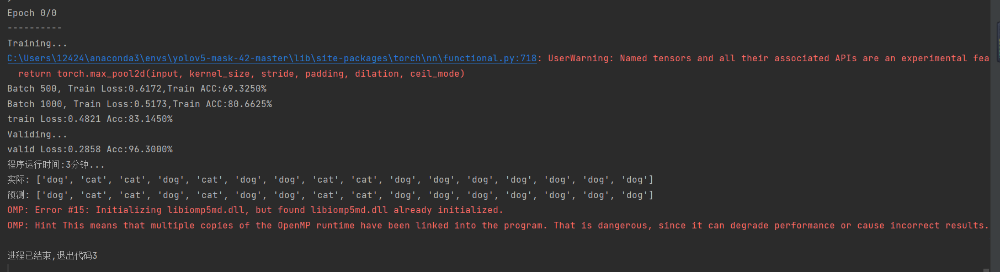 Epoch 0/0
----------
Training...
C:\Users\12424\anaconda3\envs\yolov5-mask-42-master\lib\site-packages\torch\nn\functional.py:718: UserWarning: Named tensors and all their associated APIs are an experimental fea
return torch.max_pool2d(input, kernel_size, stride, padding, dilation, ceil_mode)
Batch 500, Train Loss:0.6172,Train ACC:69.3250%
Batch 1000, Train Loss:0.5173,Train ACC:80.6625%
train Loss:0.4821 Acc:83.1450%
Validing...
valid Loss:0.2858 Acc:96.3000%
程序运行时间:3分钟...
实际: ['dog', 'cat', 'cat', 'dog', 'cat', 'dog', 'dog', 'cat', 'cat', 'dog', 'dog', 'dog', 'dog', 'dog', 'dog', 'dog']
预测: ['dog', 'cat', 'cat', 'dog', 'cat', 'dog', 'dog', 'cat', 'cat', 'dog', 'dog', 'dog', 'dog', 'dog', 'dog', 'dog']
OMP: Error #15: Initializing libiomp5md.dll, but found libiomp5md.dll already initialized.
OMP: Hint This means that multiple copies of the OpenMP runtime have been linked into the program. That is dangerous, since it can degrade performance or cause incorrect results.
进程已结束,退出代码3